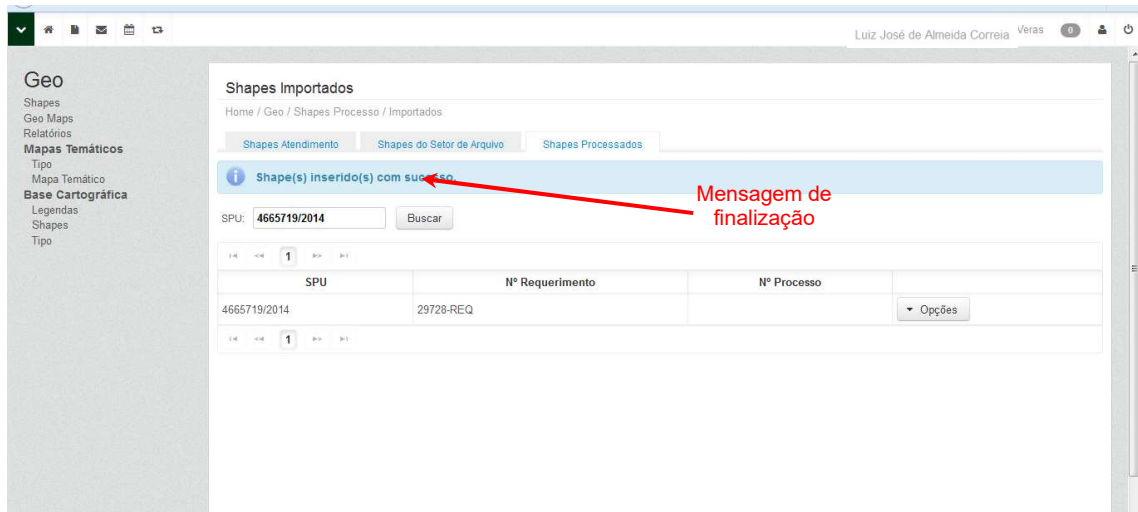 Luiz José de Almeida Correia Veras 0
Geo
Shapes
Geo Maps
Relatórios
Mapas Temáticos
Tipo
Mapa Temático
Base Cartográfica
Legendas
Shapes
Tipo
Shapes Importados
Home / Geo / Shapes Processo / Importados
Shapes Atendimento Shapes do Setor de Arquivo Shapes Processados
Shape(s) inserido(s) com sucesso.
Mensagem de
finalização
SPU: 4665719/2014 Buscar
1
SPU Nº Requerimento Nº Processo
4665719/2014 29728-REQ Opções
1